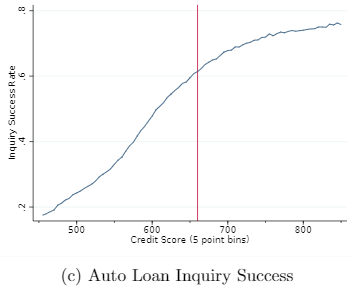 .8
.6
.4
.2
Inquiry Success Rate
500 600 700 800
Credit Score (5 point bins)
(c) Auto Loan Inquiry Success